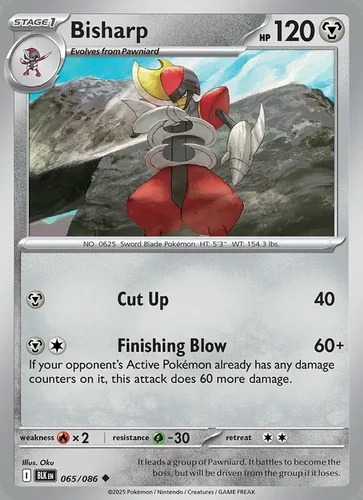 STAGE 1
Bisharp
HP 120
Evolves from Pawniard
NO. 0625 Sword Blade Pokémon HT: 5'3" WT: 154.3 lbs.
Cut Up 40
Finishing Blow 60+
If your opponent's Active Pokémon already has any damage
counters on it, this attack does 60 more damage.
weakness ×2 resistance -30 retreat
Illus. Oku
I BLK EN 065/086
It leads a group of Pawniard. It battles to become the
boss, but will be driven from the group if it loses.
©2025 Pokémon / Nintendo / Creatures / GAME FREAK